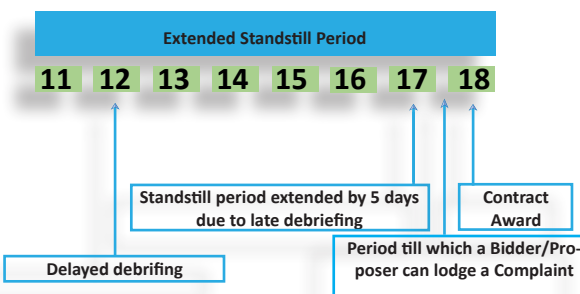 Extended Standstill Period
11 12 13 14 15 16 17 18
Standstill period extended by 5 days
due to late debriefing
Contract
Award
Period till which a Bidder/Pro-
poser can lodge a Complaint
Delayed debrifing